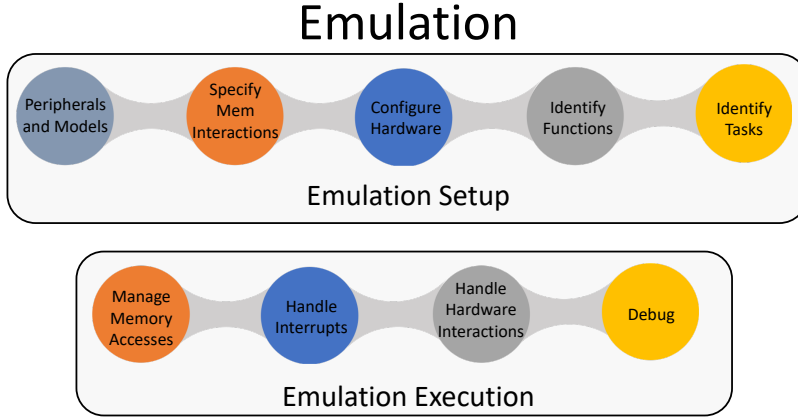 Emulation
Peripherals
and Models
Specify
Mem
Interactions
Configure
Hardware
Identify
Functions
Identify
Tasks
Emulation Setup
Manage
Memory
Accesses
Handle
Interrupts
Handle
Hardware
Interactions
Debug
Emulation Execution